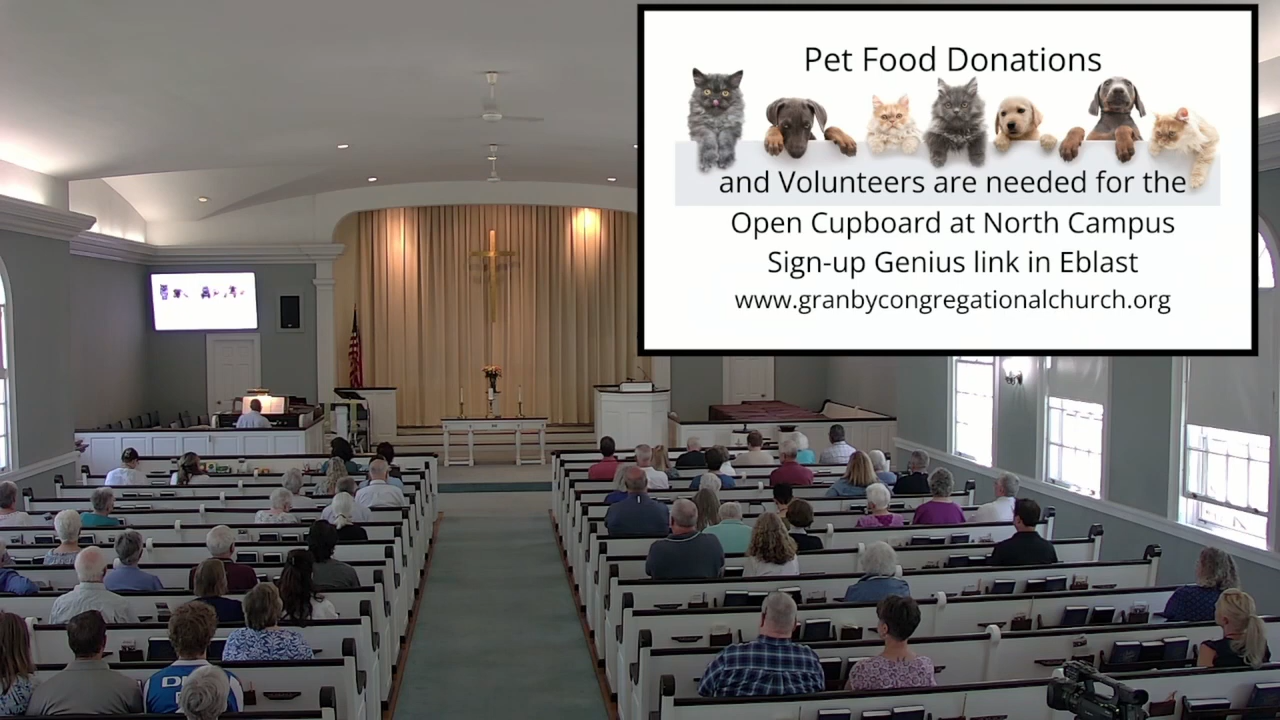 Pet Food Donations
and Volunteers are needed for the
Open Cupboard at North Campus
Sign-up Genius link in Eblast
www.granbycongregationalchurch.org